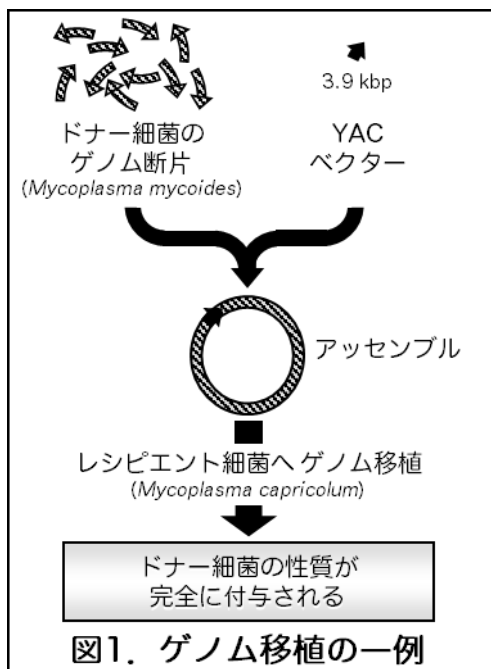 3.9 kbp
ドナー細菌の
ゲノム断片
(Mycoplasma mycoides)
YAC
ベクター
アッセンブル
レシピエント細菌へ ゲノム移植
(Mycoplasma capricolum)
ドナー細菌の性質が
完全に付与される
図1. ゲノム移植の一例